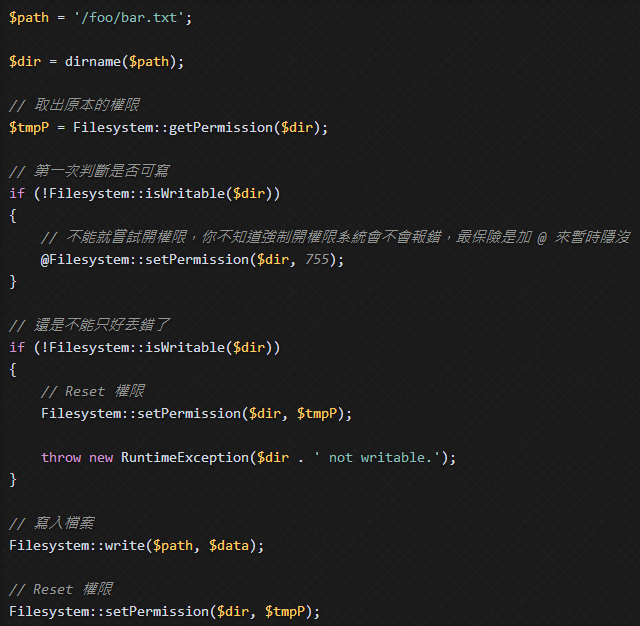 $path = '/foo/bar.txt';
$dir = dirname($path);
// 取出原本的權限
$tmpP = Filesystem::getPermission($dir);
// 第一次判斷是否可寫
if (!Filesystem::isWritable($dir))
{
// 不能就嘗試開權限，你不知道強制開權限系統會不會報錯，最保險是加 @ 來暫時隱沒
@Filesystem::setPermission($dir, 755);
}
// 還是不能只好丟錯了
if (!Filesystem::isWritable($dir))
{
// Reset 權限
Filesystem::setPermission($dir, $tmpP);
throw new RuntimeException($dir . ' not writable.');
}
// 寫入檔案
Filesystem::write($path, $data);
// Reset 權限
Filesystem::setPermission($dir, $tmpP);